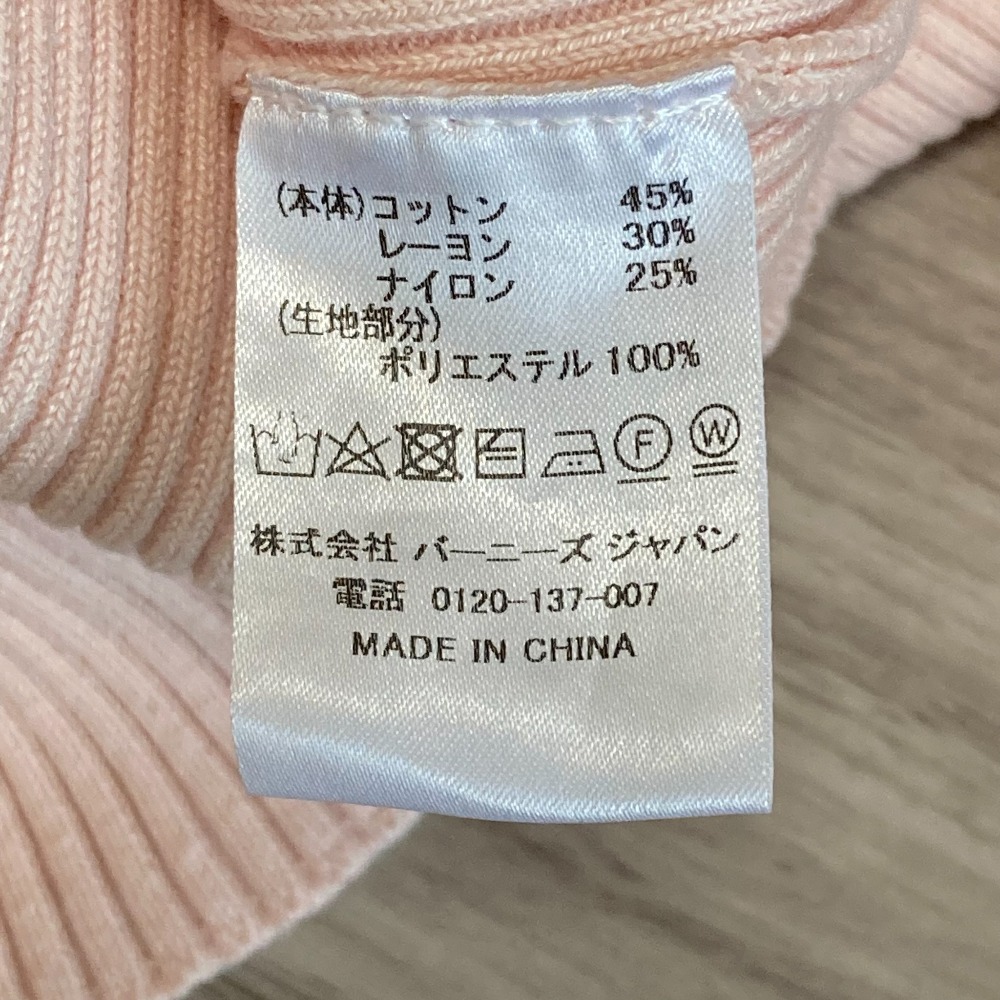 (本体)コットン 45%
レーヨン 30%
ナイロン 25%
(生地部分)
ポリエステル 100%
F W
株式会社 バーニーズ ジャパン
電話 0120-137-007
MADE IN CHINA